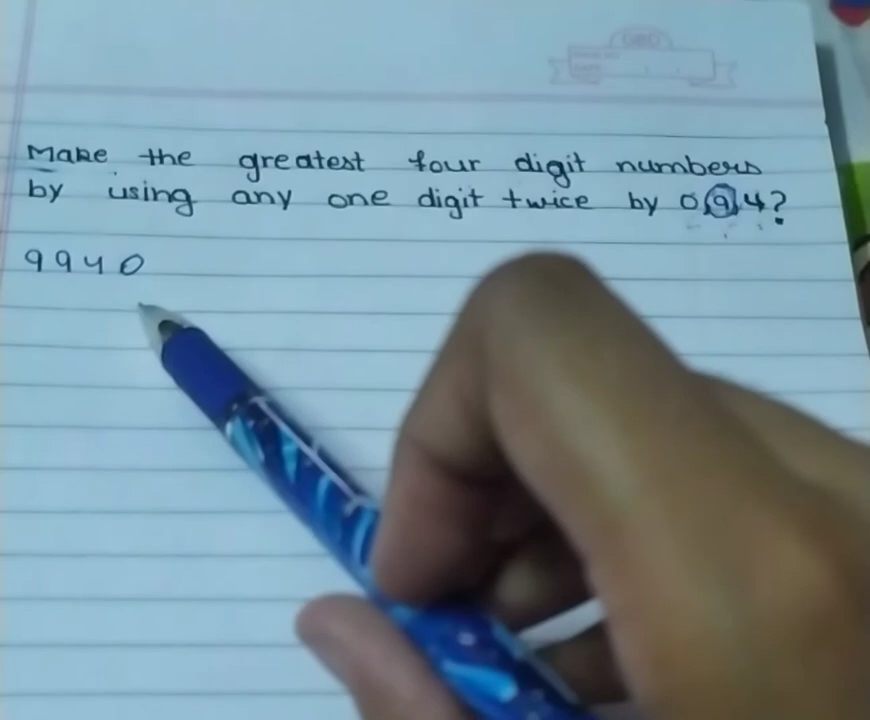 Make the greatest four digit numbers
by using any one digit twice by 0,9,4?
9940